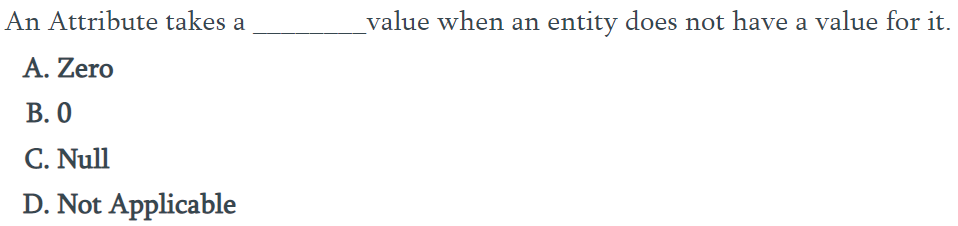 An Attribute takes a ________value when an entity does not have a value for it.
A. Zero
B. 0
C. Null
D. Not Applicable